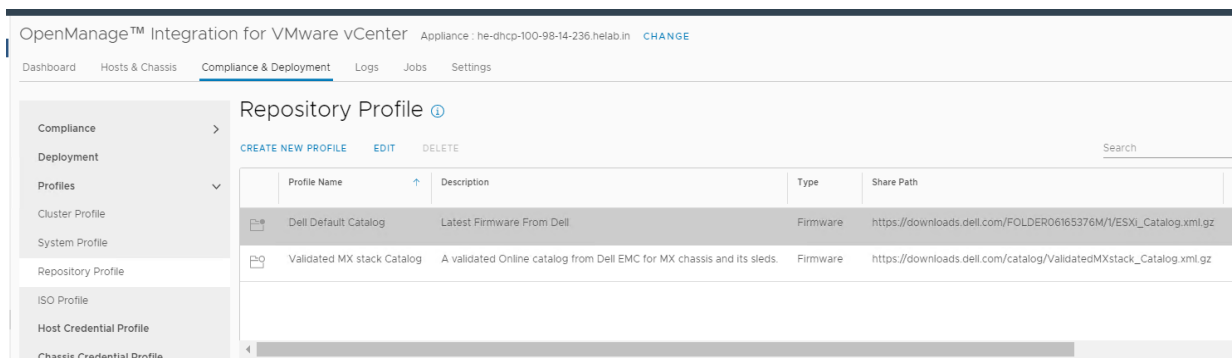 OpenManage™ Integration for VMware vCenter Appliance : he-dhcp-100-98-14-236.helab.in CHANGE
Dashboard Hosts & Chassis Compliance & Deployment Logs Jobs Settings
Repository Profile
Compliance
Deployment
Profiles
Cluster Profile
System Profile
Repository Profile
ISO Profile
Host Credential Profile
Chassis Credential Profile
CREATE NEW PROFILE EDIT DELETE Search
Profile Name Description Type Share Path
Dell Default Catalog Latest Firmware From Dell Firmware https://downloads.dell.com/FOLDER06165376M/1/ESXi_Catalog.xml.gz
Validated MX stack Catalog A validated Online catalog from Dell EMC for MX chassis and its sleds. Firmware https://downloads.dell.com/catalog/ValidatedMXstack_Catalog.xml.gz